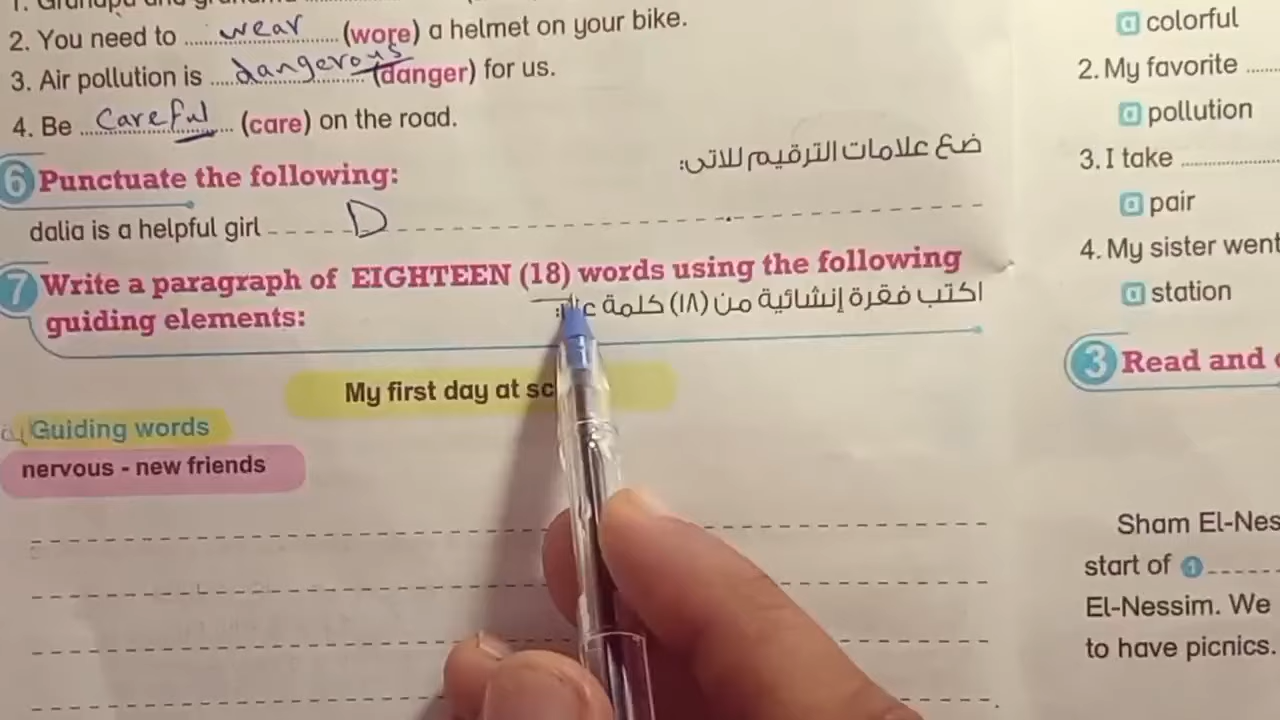 2. You need to wear (wore) a helmet on your bike.
3. Air pollution is dangerous (danger) for us.
4. Be careful (care) on the road.
6 Punctuate the following:
ضع علامات الترقيم للاتى:
dalia is a helpful girl D
7 Write a paragraph of EIGHTEEN (18) words using the following
guiding elements:
اكتب فقرة إنشائية من (١٨) كلمة
My first day at
Guiding words
nervous - new friends
a colorful
2. My favorite
a pollution
3. I take
a pair
4. My sister went
a station
3 Read and
Sham El-Nes
start of 1
El-Nessim. We
to have picnics.